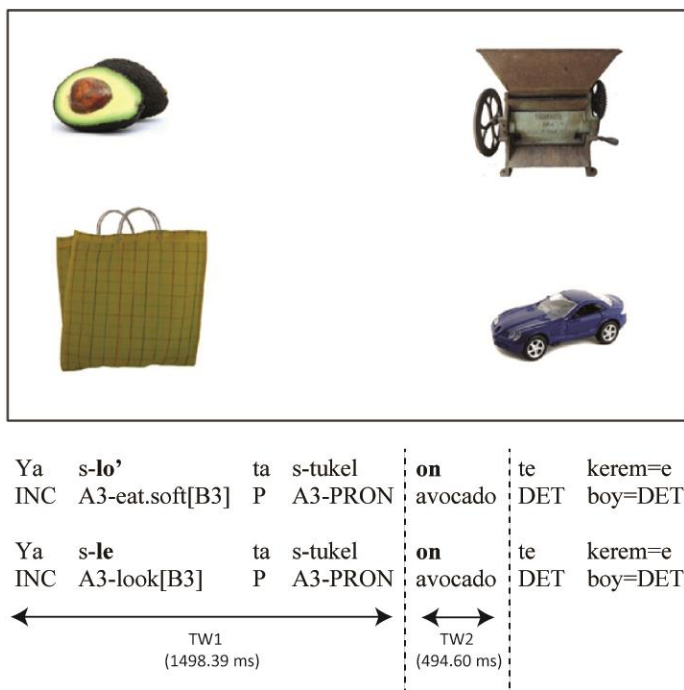 Ya s-lo’ ta s-tukel on te kerem=e
INC A3-eat.soft[B3] P A3-PRON avocado DET boy=DET
Ya s-le ta s-tukel on te kerem=e
INC A3-look[B3] P A3-PRON avocado DET boy=DET
TW1 TW2
(1498.39 ms) (494.60 ms)